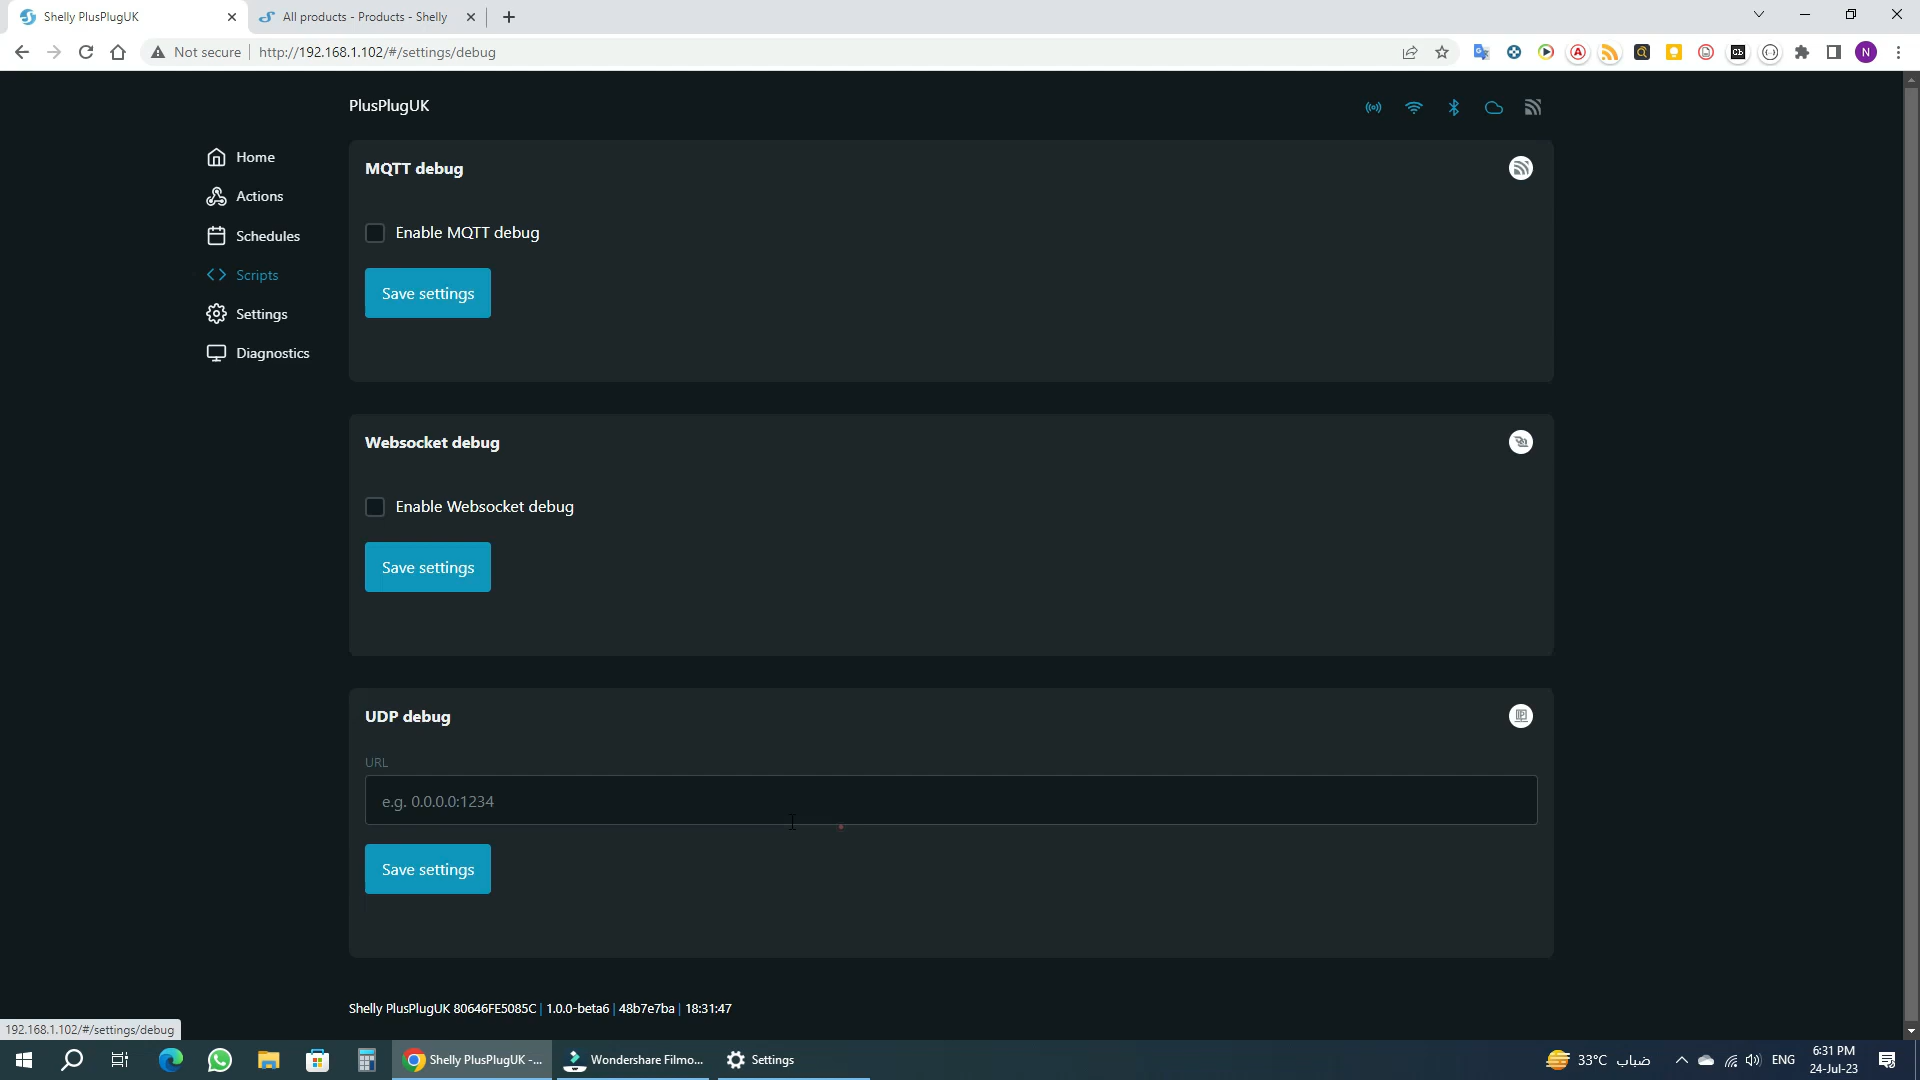 Shelly PlusPlugUK
All products - Products - Shelly
Not secure
http://192.168.1.102/#/settings/debug
N
PlusPlugUK
Home
Actions
Schedules
Scripts
Settings
Diagnostics
MQTT debug
Enable MQTT debug
Save settings
Websocket debug
Enable Websocket debug
Save settings
UDP debug
URL
e.g. 0.0.0.0:1234
Save settings
Shelly PlusPlugUK 80646FE5085C | 1.0.0-beta6 | 48b7e7ba | 18:31:47
192.168.1.102/#/settings/debug
Shelly PlusPlugUK -...
Wondershare Filmo...
Settings
33°C ضباب
ENG
6:31 PM
24-Jul-23